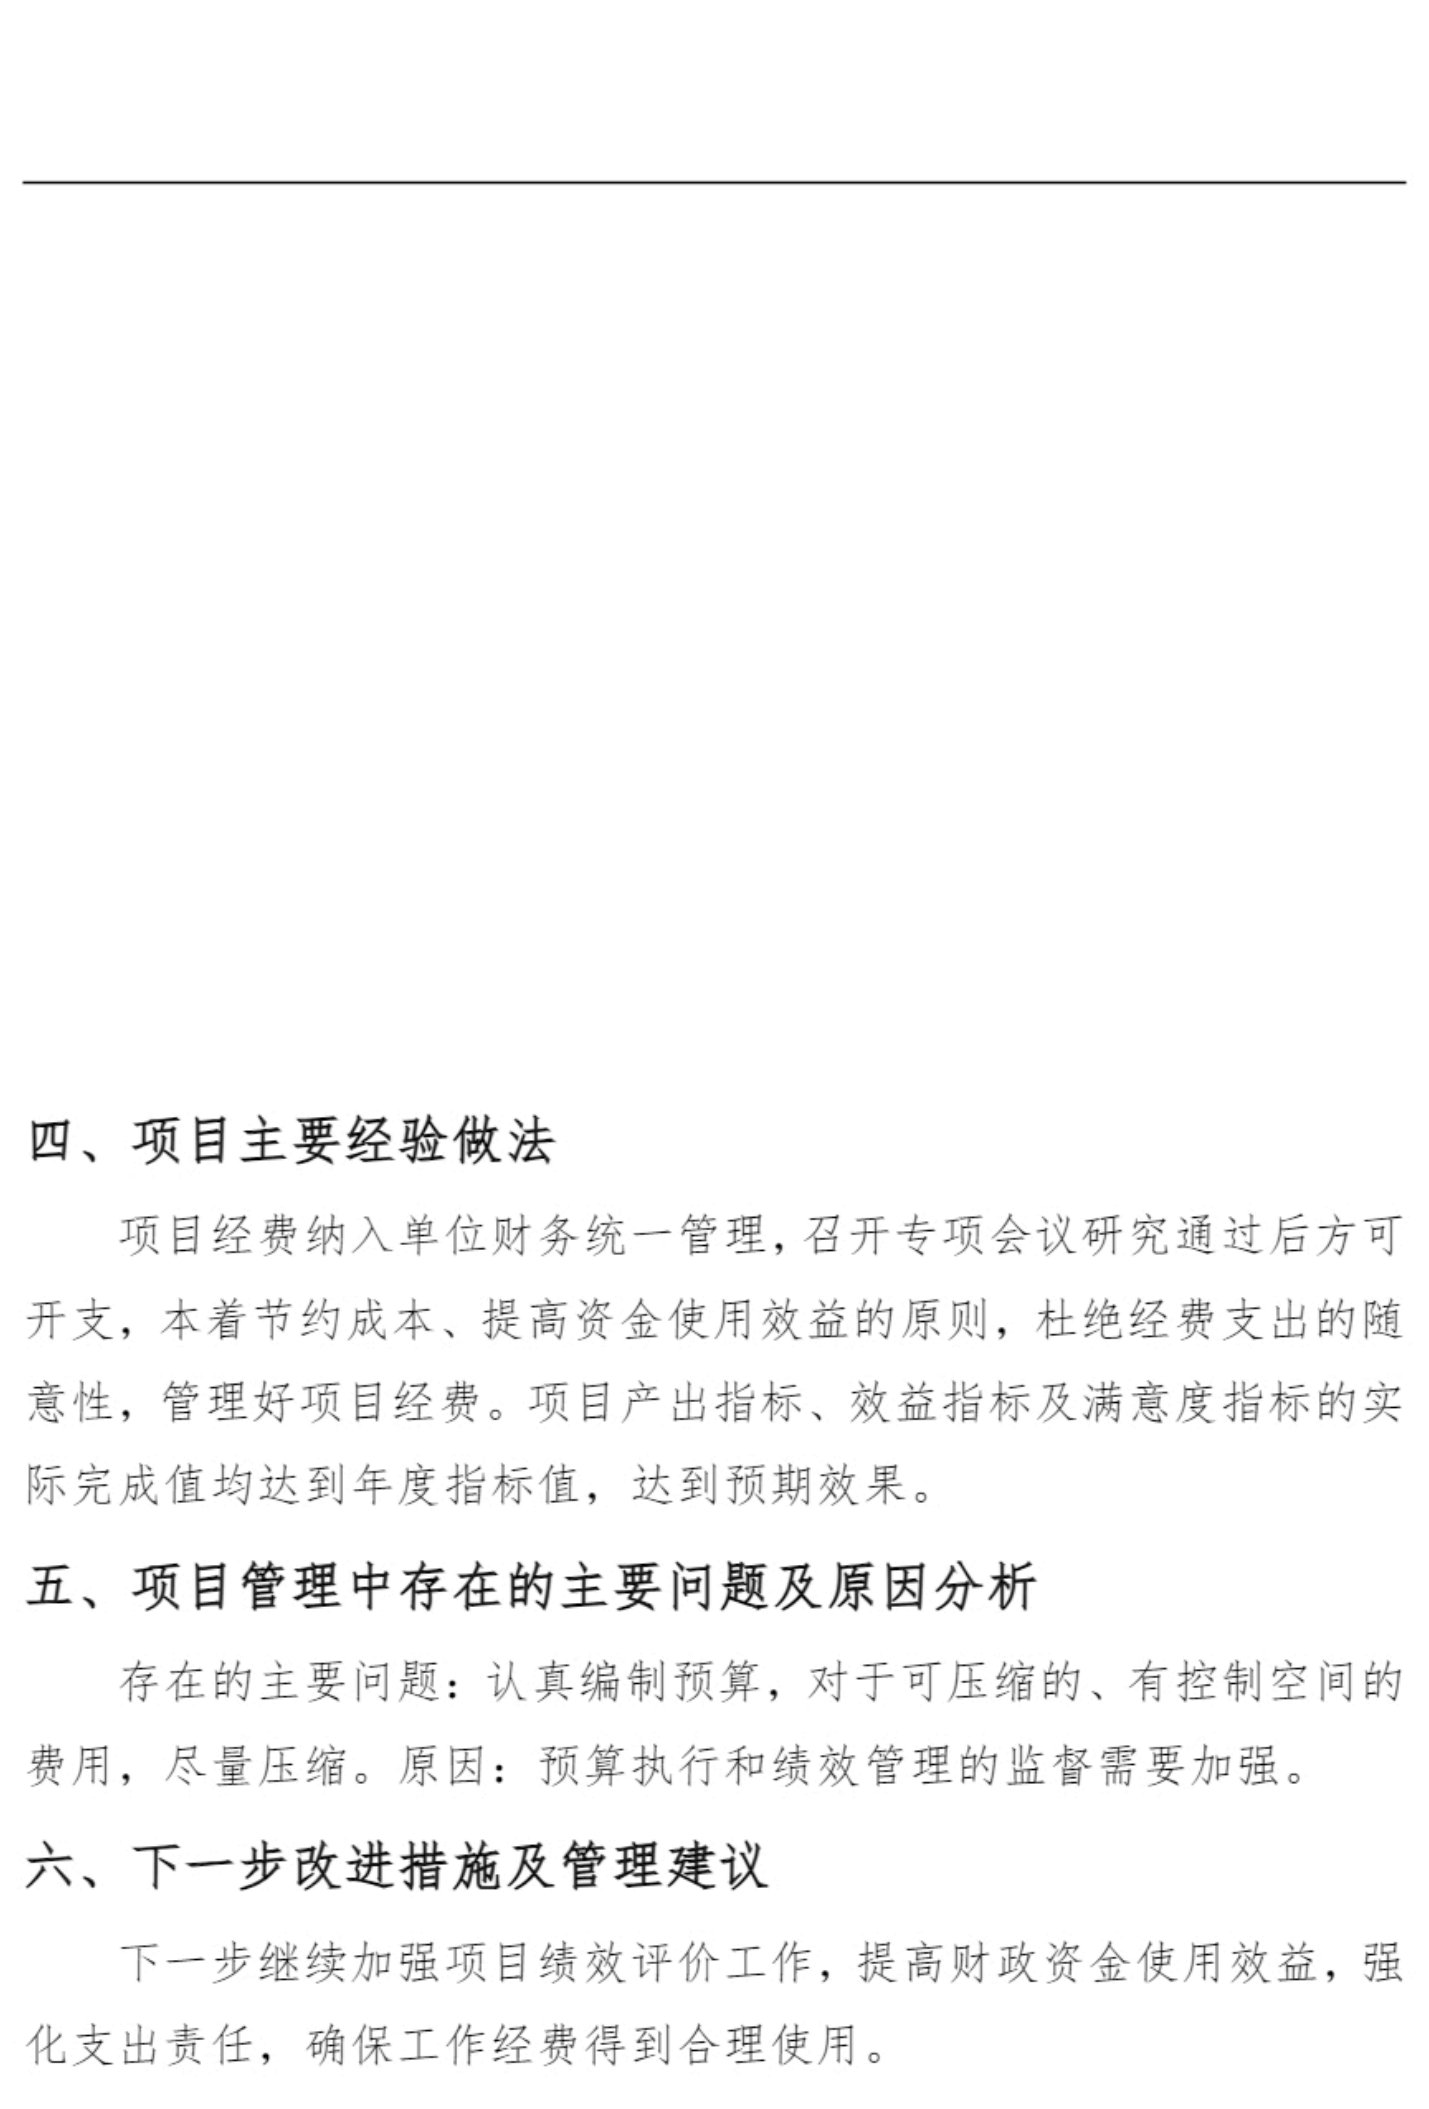 四、项目主要经验做法
项目经费纳入单位财务统一管理，召开专项会议研究通过后方可
开支，本着节约成本、提高资金使用效益的原则，杜绝经费支出的随
意性，管理好项目经费。项目产出指标、效益指标及满意度指标的实
际完成值均达到年度指标值，达到预期效果。
五、项目管理中存在的主要问题及原因分析
存在的主要问题：认真编制预算，对于可压缩的、有控制空间的
费用，尽量压缩。原因：预算执行和绩效管理的监督需要加强。
六、下一步改进措施及管理建议
下一步继续加强项目绩效评价工作，提高财政资金使用效益，强
化支出责任，确保工作经费得到合理使用。